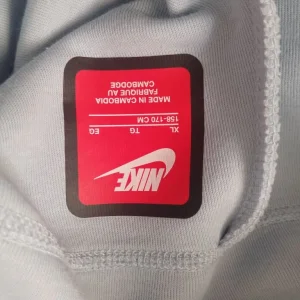 NIKE
XL TG EG
158-170 CM
MADE IN CAMBODIA
FABRIQUE AU
CAMBODGE